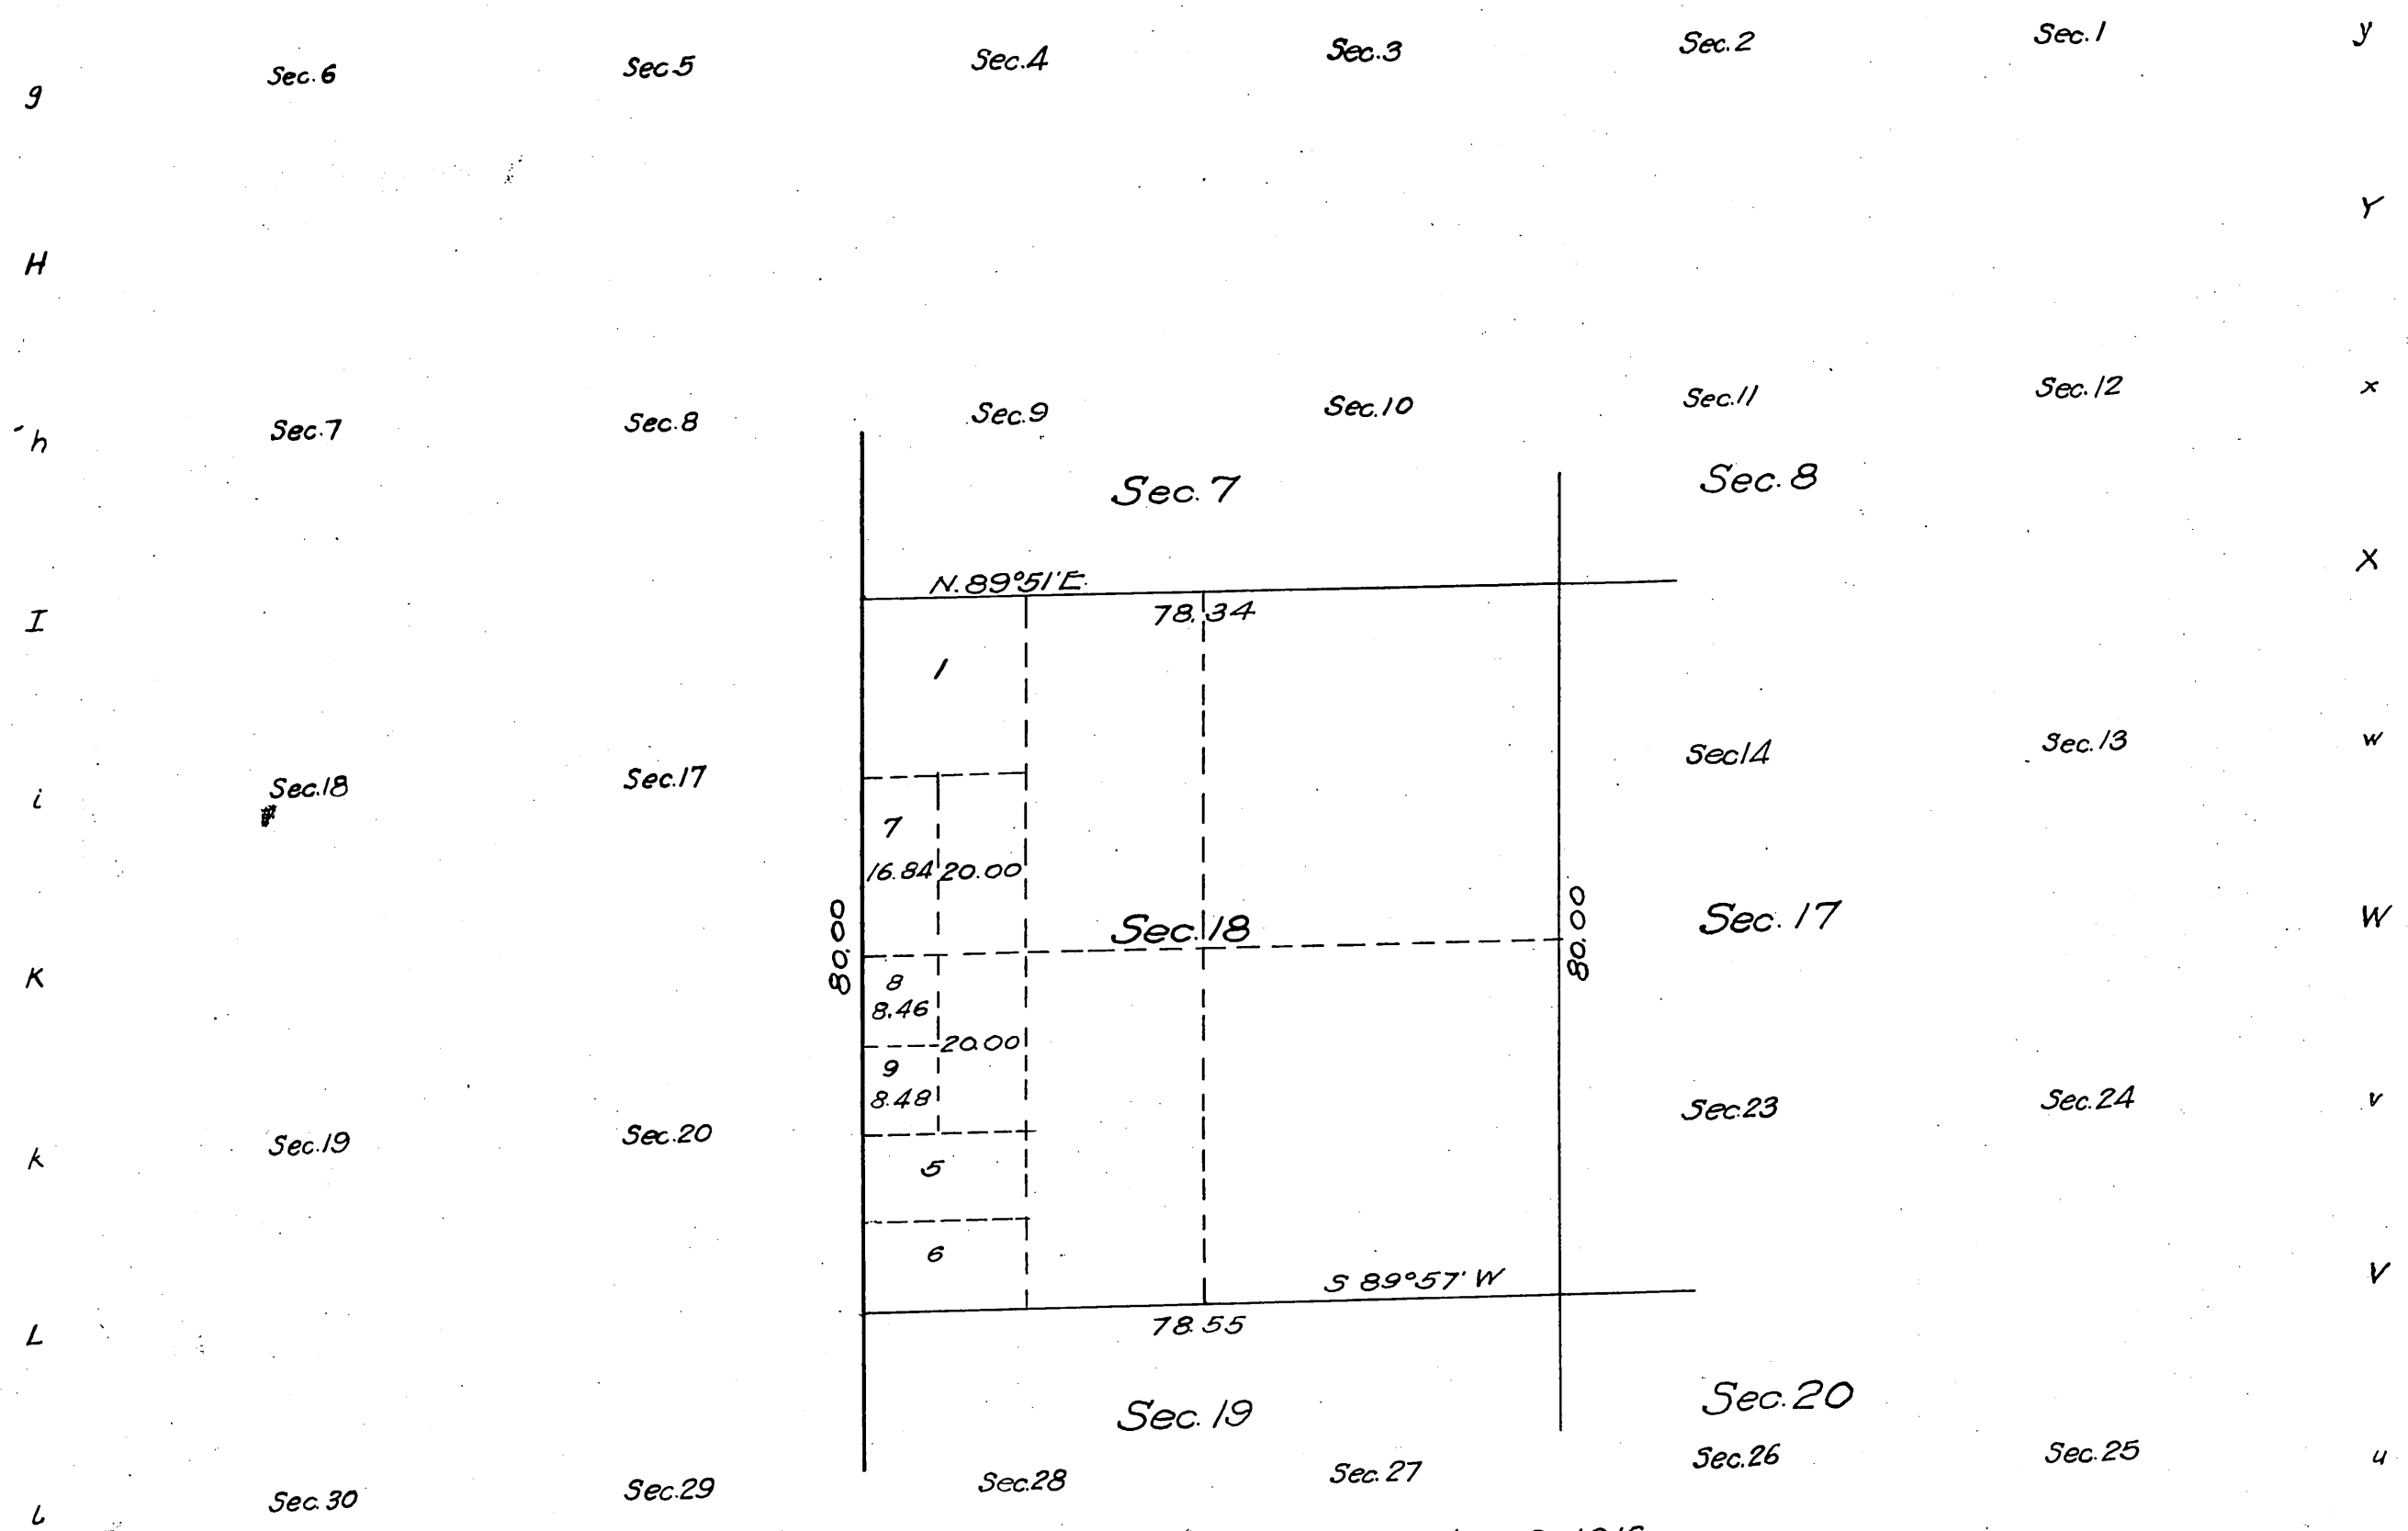 Sec. 6 Sec.5 Sec.4 Sec.3 Sec. 2 Sec. 1 y
g
Y
H
h Sec.7 Sec.8 Sec.9 Sec.10 Sec.11 Sec.12 x
Sec. 7 Sec. 8
X
N. 89°51'E.
I 78.34
1
i Sec.18 Sec.17 Sec14 Sec.13 w
7
16.84 20.00
80.00 Sec. 18 80.00 Sec. 17 W
K 8
8.46
20.00
9
8.48
k Sec.19 Sec.20 Sec.23 Sec.24 v
5
6
S 89°57' W V
L 78.55
Sec. 19 Sec.20
l Sec. 30 Sec.29 Sec.28 Sec. 27 Sec.26 Sec.25 u